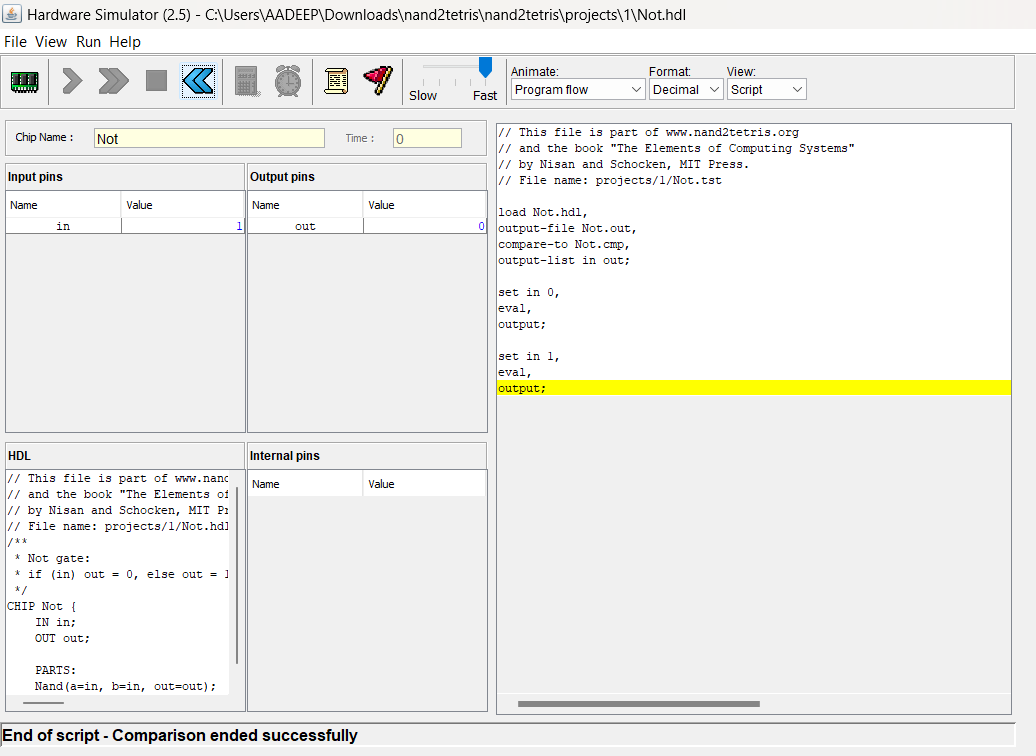 Hardware Simulator (2.5) - C:\Users\AADEEP\Downloads\nand2tetris\nand2tetris\projects\1\Not.hdl
File View Run Help
Slow Fast
Animate: Format: View:
Program flow Decimal Script
Chip Name : Not Time : 0
Input pins
Name Value
in 1
Output pins
Name Value
out 0
HDL
// This file is part of www.nand
// and the book "The Elements of
// by Nisan and Schocken, MIT Pr
// File name: projects/1/Not.hdl
/**
* Not gate:
* if (in) out = 0, else out = 1
*/
CHIP Not {
IN in;
OUT out;
PARTS:
Nand(a=in, b=in, out=out);
Internal pins
Name Value
// This file is part of www.nand2tetris.org
// and the book "The Elements of Computing Systems"
// by Nisan and Schocken, MIT Press.
// File name: projects/1/Not.tst
load Not.hdl,
output-file Not.out,
compare-to Not.cmp,
output-list in out;
set in 0,
eval,
output;
set in 1,
eval,
output;
End of script - Comparison ended successfully